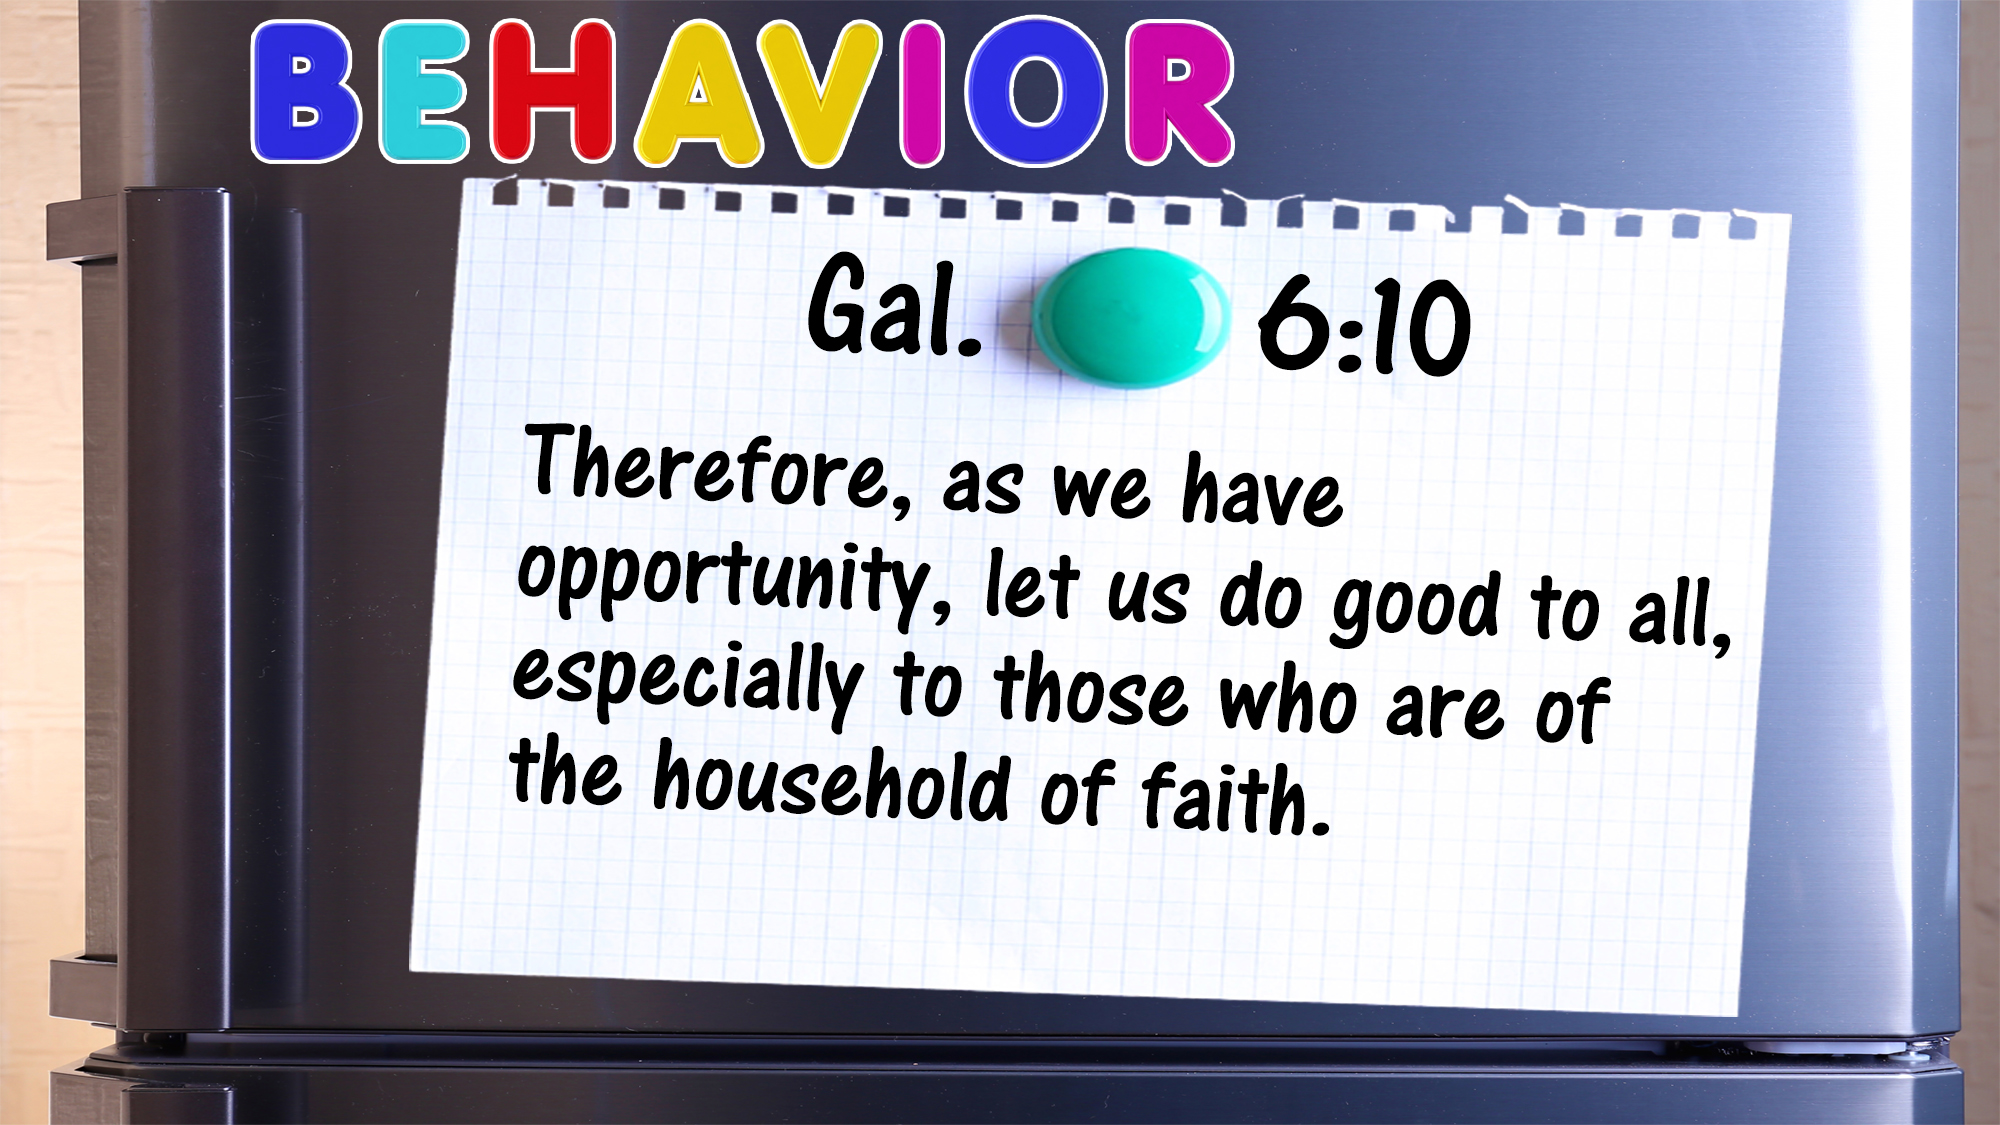 BEHAVIOR
Gal. 6:10
Therefore, as we have
opportunity, let us do good to all,
especially to those who are of
the household of faith.